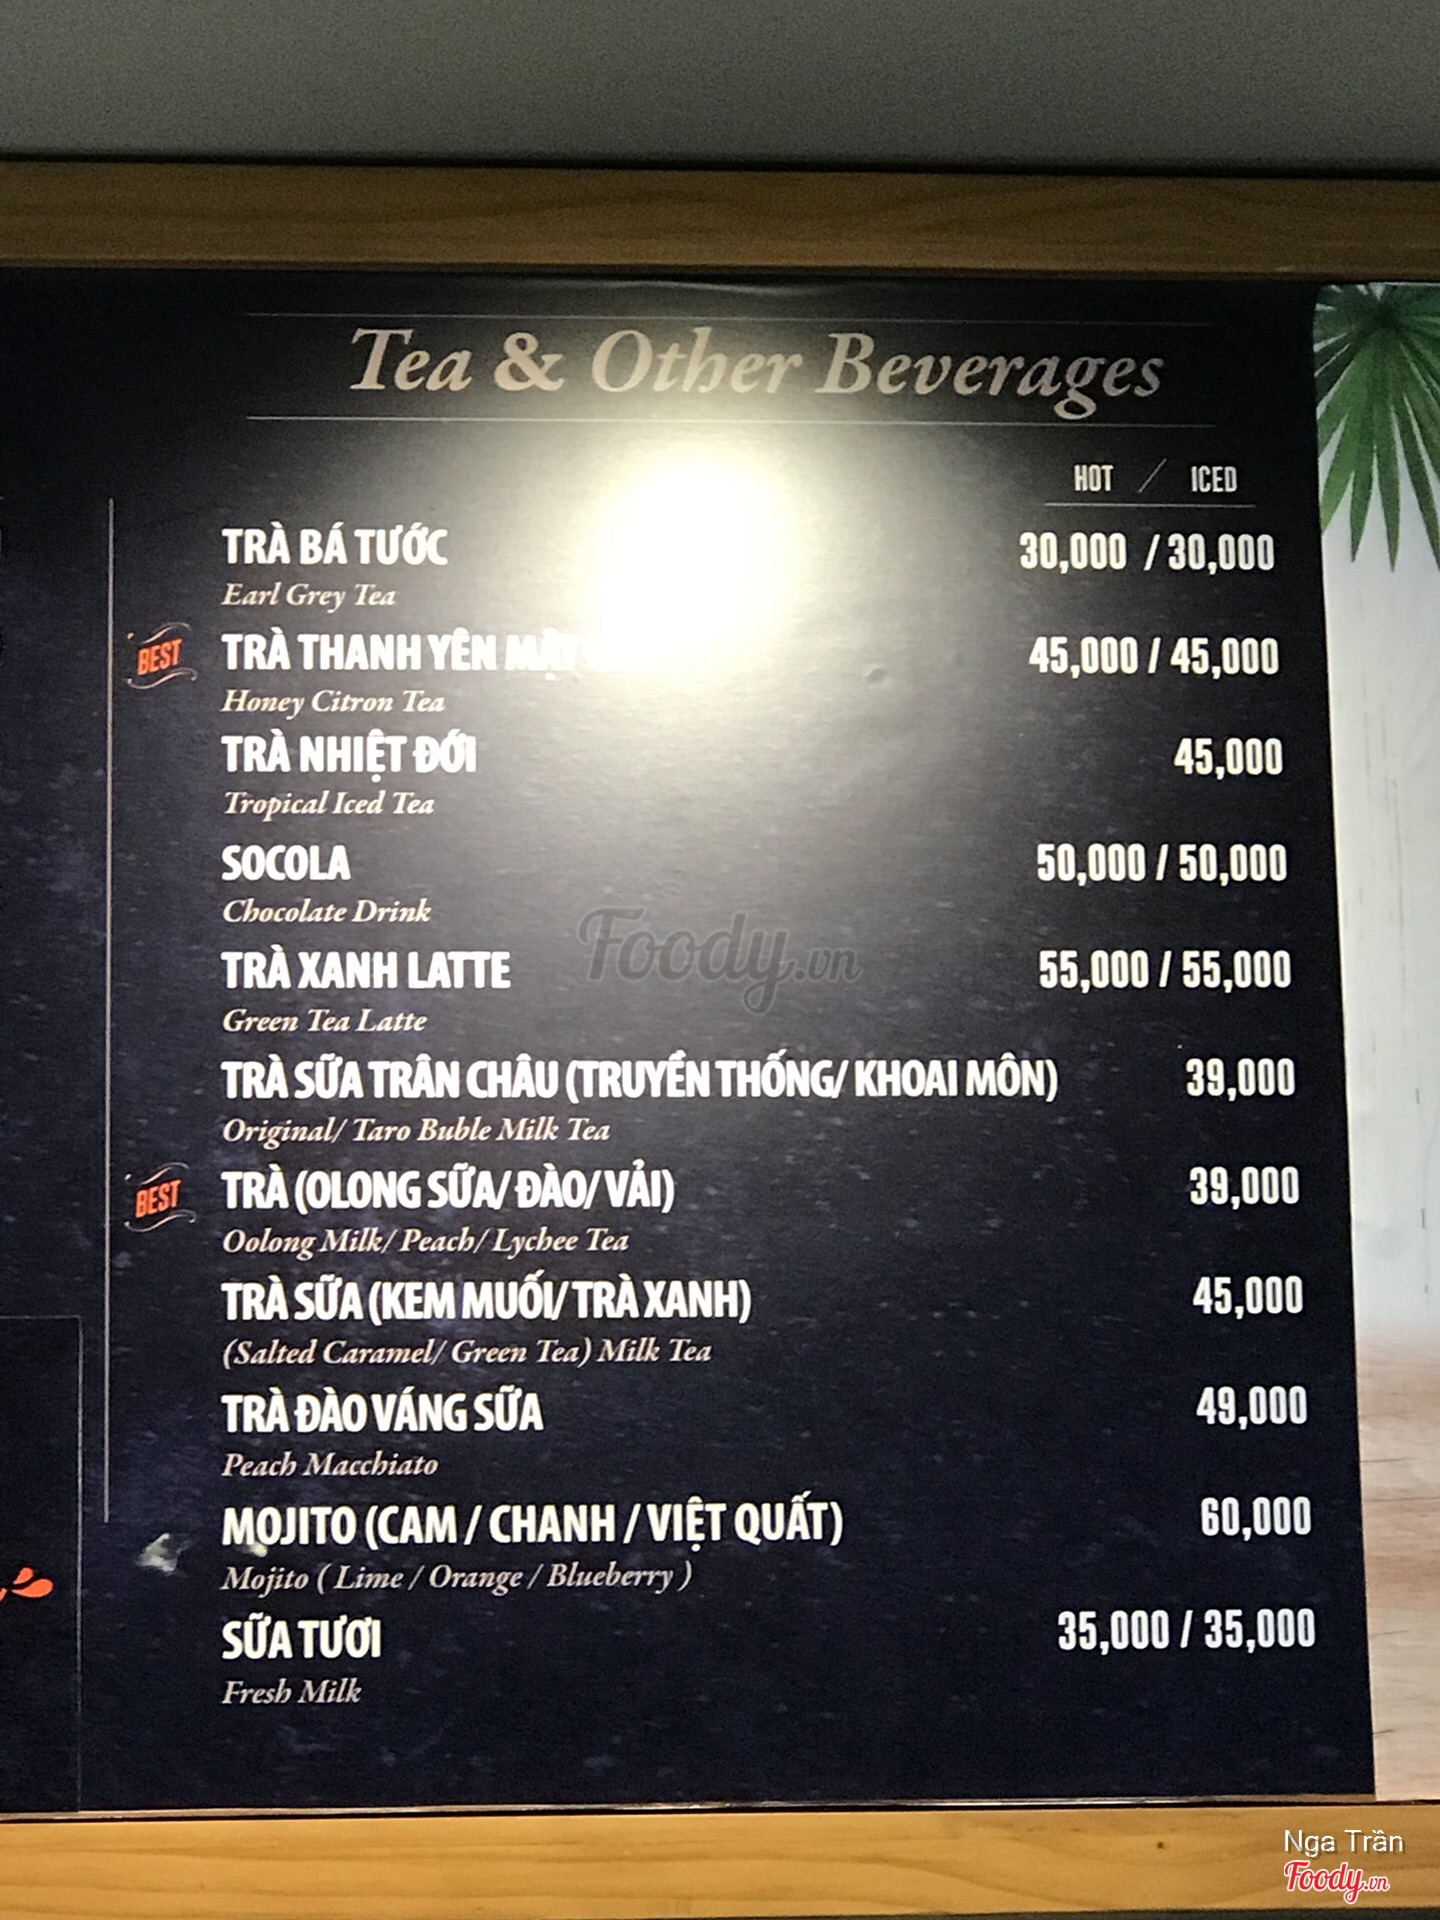 Tea & Other Beverages
HOT / ICED
TRÀ BÁ TƯỚC 30,000 / 30,000
Earl Grey Tea
BEST TRÀ THANH YÊN MẬT 45,000 / 45,000
Honey Citron Tea
TRÀ NHIỆT ĐỚI 45,000
Tropical Iced Tea
SOCOLA 50,000 / 50,000
Chocolate Drink
Foody.vn
TRÀ XANH LATTE 55,000 / 55,000
Green Tea Latte
TRÀ SỮA TRÂN CHÂU (TRUYỀN THỐNG/ KHOAI MÔN) 39,000
Original/ Taro Buble Milk Tea
BEST TRÀ (OLONG SỮA/ ĐÀO/ VẢI) 39,000
Oolong Milk/ Peach/ Lychee Tea
TRÀ SỮA (KEM MUỐI/ TRÀ XANH) 45,000
(Salted Caramel/ Green Tea) Milk Tea
TRÀ ĐÀO VÁNG SỮA 49,000
Peach Macchiato
MOJITO (CAM / CHANH / VIỆT QUẤT) 60,000
Mojito ( Lime / Orange / Blueberry )
SỮA TƯƠI 35,000 / 35,000
Fresh Milk
Nga Trần
Foody.vn